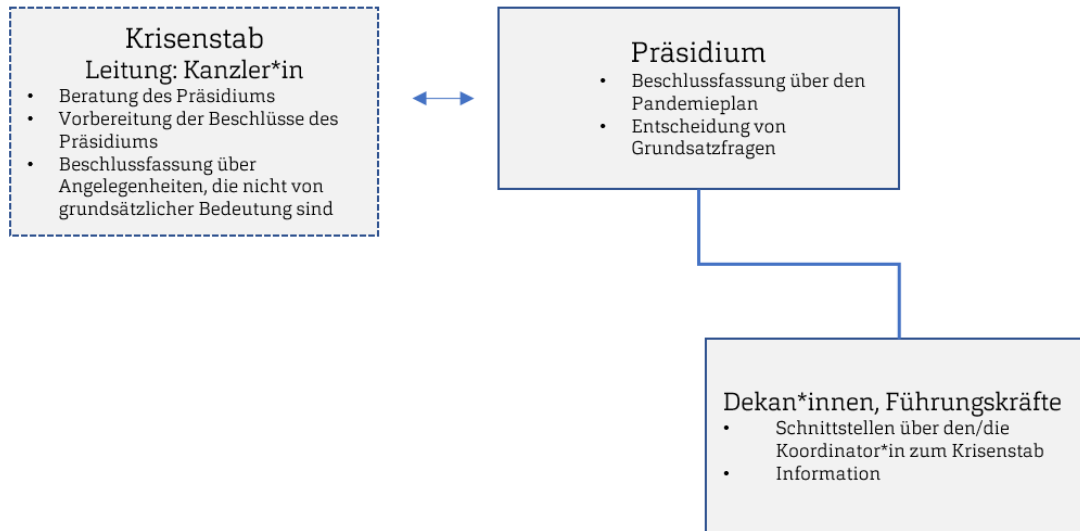 Krisenstab
Leitung: Kanzler*in
• Beratung des Präsidiums
• Vorbereitung der Beschlüsse des
Präsidiums
• Beschlussfassung über
Angelegenheiten, die nicht von
grundsätzlicher Bedeutung sind
Präsidium
• Beschlussfassung über den
Pandemieplan
• Entscheidung von
Grundsatzfragen
Dekan*innen, Führungskräfte
• Schnittstellen über den/die
Koordinator*in zum Krisenstab
• Information